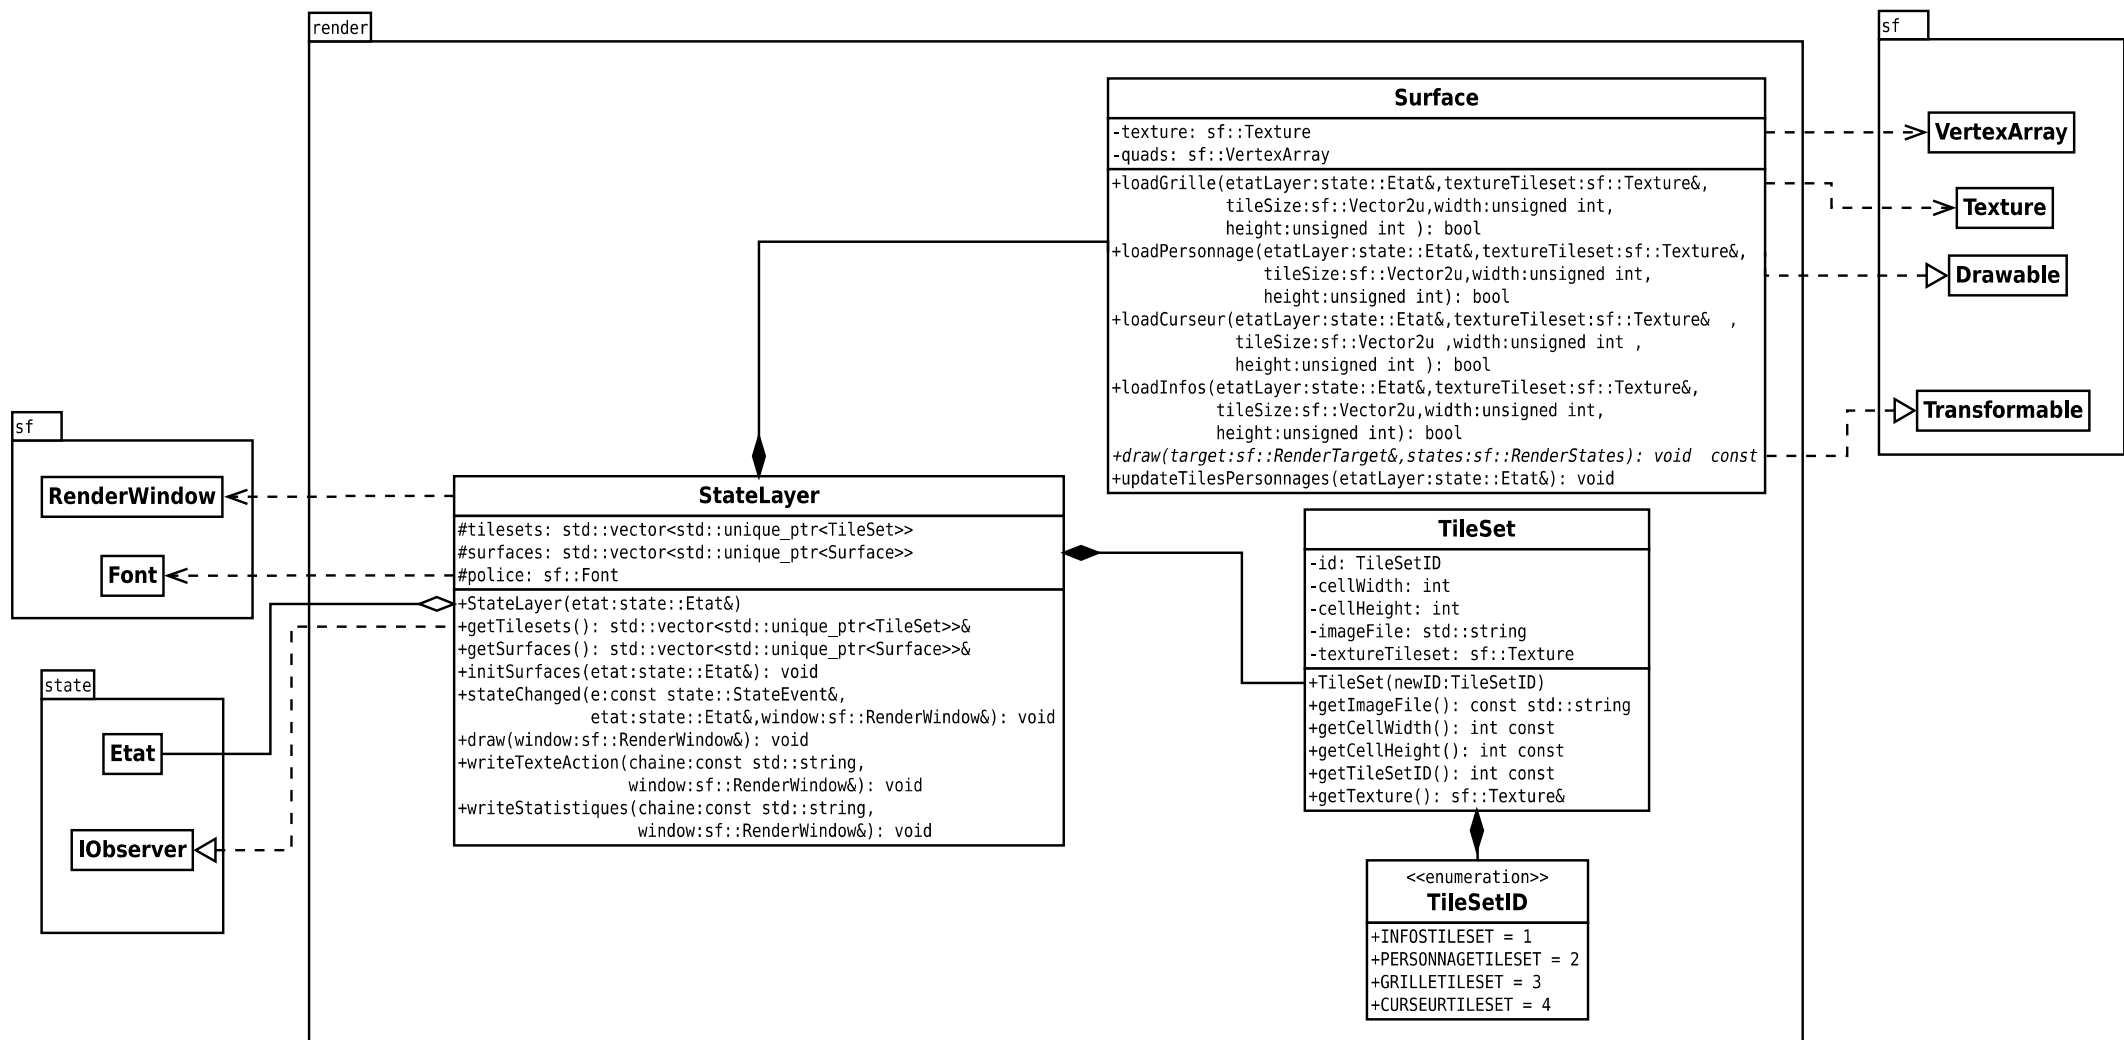 render
sf
Surface
-texture: sf::Texture
-quads: sf::VertexArray
+loadGrille(etatLayer:state::Etat&,textureTileset:sf::Texture&,
tileSize:sf::Vector2u,width:unsigned int,
height:unsigned int ): bool
+loadPersonnage(etatLayer:state::Etat&,textureTileset:sf::Texture&,
tileSize:sf::Vector2u,width:unsigned int,
height:unsigned int): bool
+loadCurseur(etatLayer:state::Etat&,textureTileset:sf::Texture&  ,
tileSize:sf::Vector2u ,width:unsigned int ,
height:unsigned int ): bool
+loadInfos(etatLayer:state::Etat&,textureTileset:sf::Texture&,
tileSize:sf::Vector2u,width:unsigned int,
height:unsigned int): bool
+draw(target:sf::RenderTarget&,states:sf::RenderStates): void  const
+updateTilesPersonnages(etatLayer:state::Etat&): void
VertexArray
Texture
Drawable
Transformable
sf
RenderWindow
Font
state
Etat
IObserver
StateLayer
#tilesets: std::vector<std::unique_ptr<TileSet>>
#surfaces: std::vector<std::unique_ptr<Surface>>
#police: sf::Font
+StateLayer(etat:state::Etat&)
+getTilesets(): std::vector<std::unique_ptr<TileSet>>&
+getSurfaces(): std::vector<std::unique_ptr<Surface>>&
+initSurfaces(etat:state::Etat&): void
+stateChanged(e:const state::StateEvent&,
etat:state::Etat&,window:sf::RenderWindow&): void
+draw(window:sf::RenderWindow&): void
+writeTexteAction(chaine:const std::string,
window:sf::RenderWindow&): void
+writeStatistiques(chaine:const std::string,
window:sf::RenderWindow&): void
TileSet
-id: TileSetID
-cellWidth: int
-cellHeight: int
-imageFile: std::string
-textureTileset: sf::Texture
+TileSet(newID:TileSetID)
+getImageFile(): const std::string
+getCellWidth(): int const
+getCellHeight(): int const
+getTileSetID(): int const
+getTexture(): sf::Texture&
<<enumeration>>
TileSetID
+INFOSTILESET = 1
+PERSONNAGETILESET = 2
+GRILLETILESET = 3
+CURSEURTILESET = 4